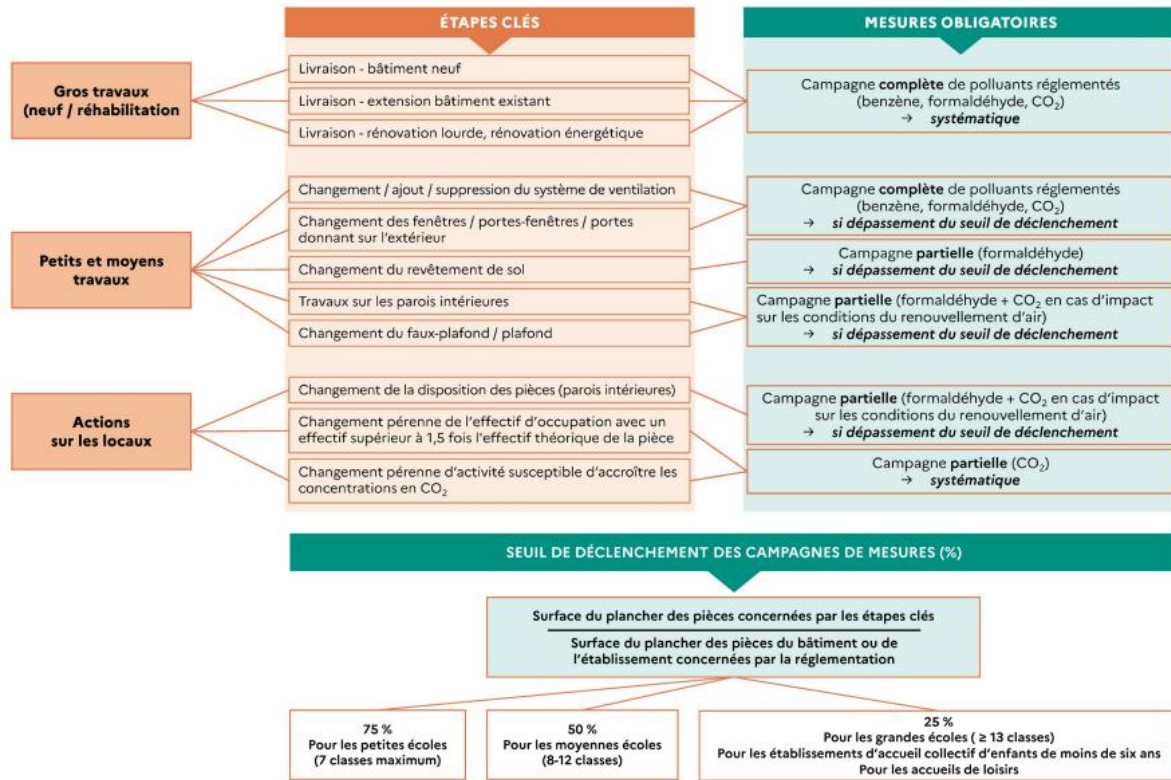 ÉTAPES CLÉS
MESURES OBLIGATOIRES
Gros travaux
(neuf / réhabilitation
Livraison - bâtiment neuf
Livraison - extension bâtiment existant
Livraison - rénovation lourde, rénovation énergétique
Campagne complète de polluants réglementés
(benzène, formaldéhyde, CO₂)
→ systématique
Petits et moyens
travaux
Changement / ajout / suppression du système de ventilation
Changement des fenêtres / portes-fenêtres / portes
donnant sur l'extérieur
Changement du revêtement de sol
Travaux sur les parois intérieures
Changement du faux-plafond / plafond
Campagne complète de polluants réglementés
(benzène, formaldéhyde, CO₂)
→ si dépassement du seuil de déclenchement
Campagne partielle (formaldéhyde)
→ si dépassement du seuil de déclenchement
Campagne partielle (formaldéhyde + CO₂ en cas d'impact
sur les conditions du renouvellement d'air)
→ si dépassement du seuil de déclenchement
Actions
sur les locaux
Changement de la disposition des pièces (parois intérieures)
Changement pérenne de l'effectif d'occupation avec un
effectif supérieur à 1,5 fois l'effectif théorique de la pièce
Changement pérenne d'activité susceptible d'accroître les
concentrations en CO₂
Campagne partielle (formaldéhyde + CO₂ en cas d'impact
sur les conditions du renouvellement d'air)
→ si dépassement du seuil de déclenchement
Campagne partielle (CO₂)
→ systématique
SEUIL DE DÉCLENCHEMENT DES CAMPAGNES DE MESURES (%)
Surface du plancher des pièces concernées par les étapes clés
Surface du plancher des pièces du bâtiment ou de
l'établissement concernées par la réglementation
75 %
Pour les petites écoles
(7 classes maximum)
50 %
Pour les moyennes écoles
(8-12 classes)
25 %
Pour les grandes écoles ( ≥ 13 classes)
Pour les établissements d'accueil collectif d'enfants de moins de six ans
Pour les accueils de loisirs